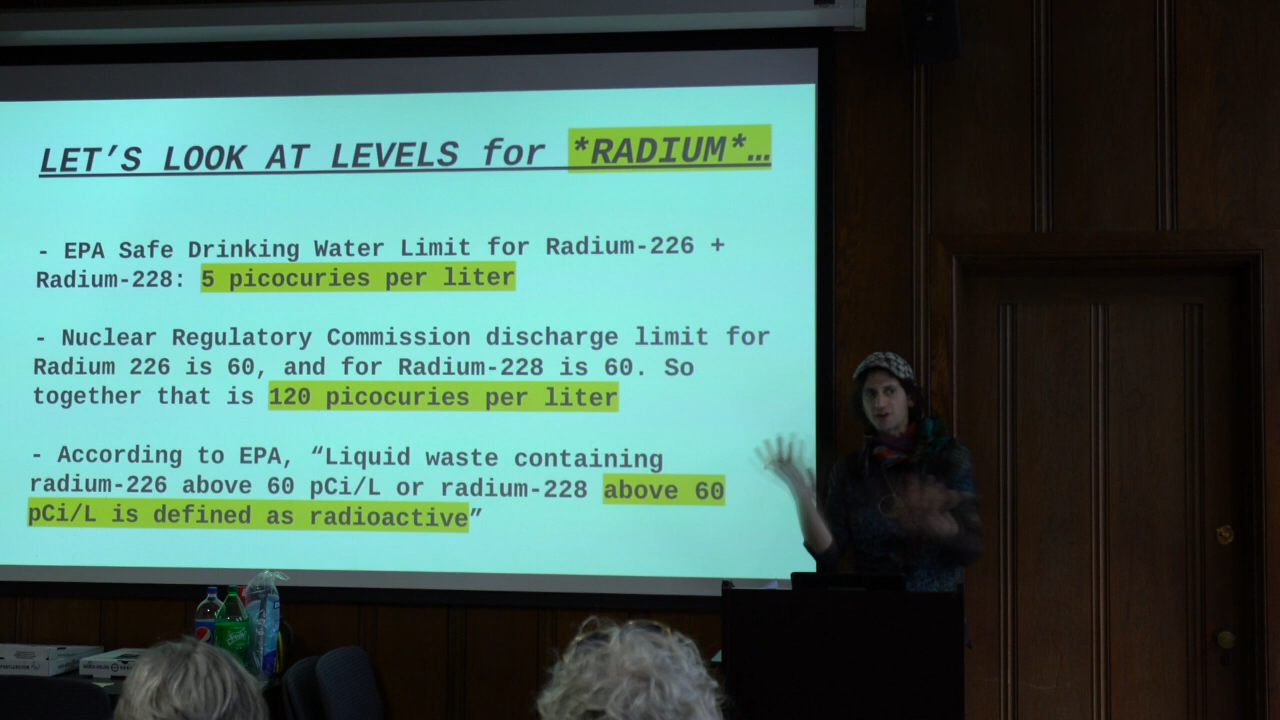 LET'S LOOK AT LEVELS for *RADIUM*…
- EPA Safe Drinking Water Limit for Radium-226 +
Radium-228: 5 picocuries per liter
- Nuclear Regulatory Commission discharge limit for
Radium 226 is 60, and for Radium-228 is 60. So
together that is 120 picocuries per liter
- According to EPA, “Liquid waste containing
radium-226 above 60 pCi/L or radium-228 above 60
pCi/L is defined as radioactive”